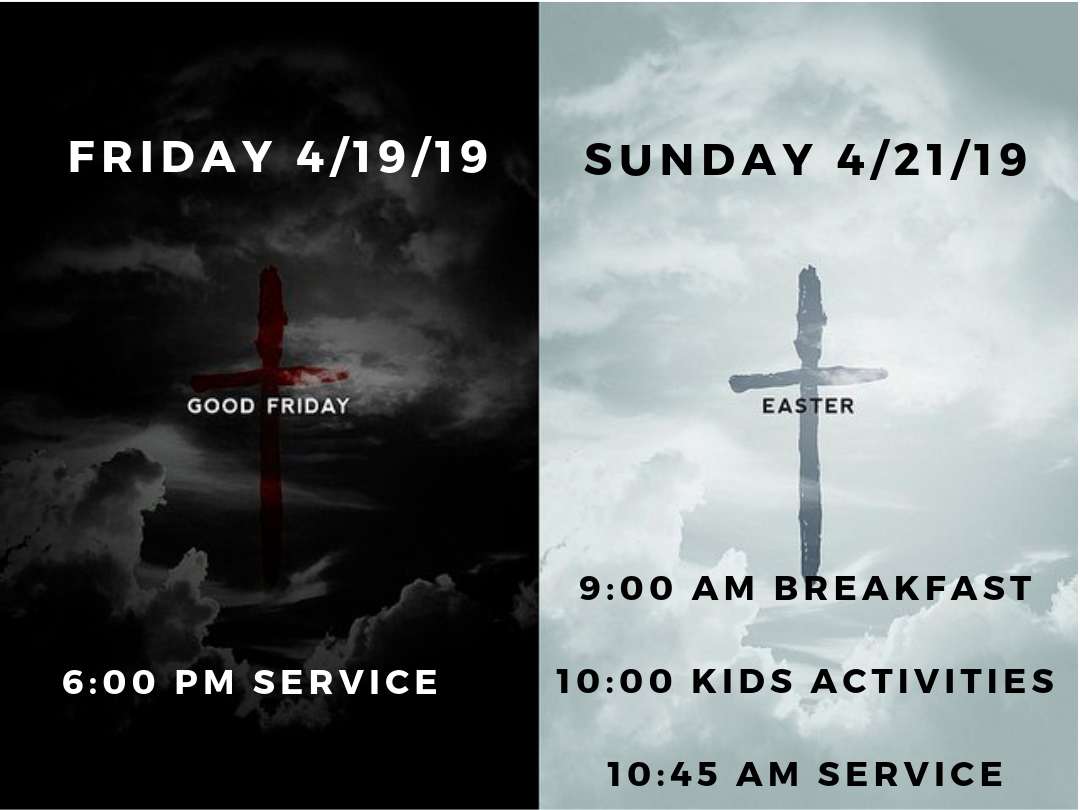 FRIDAY 4/19/19
GOOD FRIDAY
6:00 PM SERVICE
SUNDAY 4/21/19
EASTER
9:00 AM BREAKFAST
10:00 KIDS ACTIVITIES
10:45 AM SERVICE